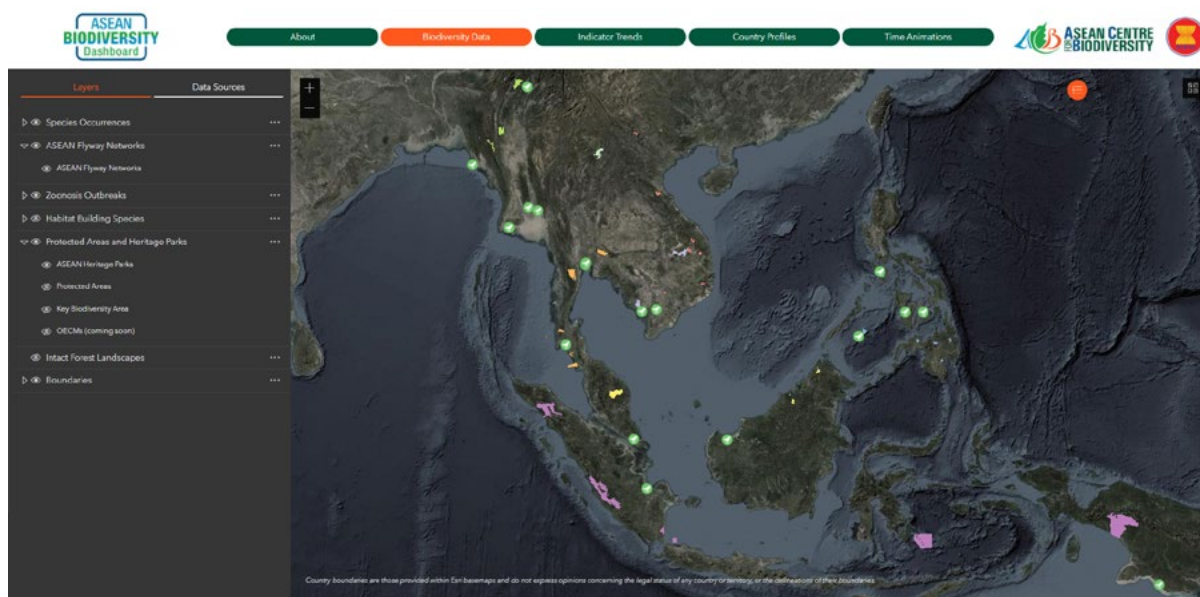 ASEAN
BIODIVERSITY
Dashboard
About
Biodiversity Data
Indicator Trends
Country Profiles
Time Animations
ASEAN CENTRE
FOR BIODIVERSITY
Layers
Data Sources
Species Occurrences
ASEAN Flyway Networks
ASEAN Flyway Networks
Zoonosis Outbreaks
Habitat Building Species
Protected Areas and Heritage Parks
ASEAN Heritage Parks
Protected Areas
Key Biodiversity Area
OECMs (coming soon)
Intact Forest Landscapes
Boundaries
Country boundaries are those provided within Esri basemaps and do not express opinions concerning the legal status of any country or territory, or the delineations of their boundaries.